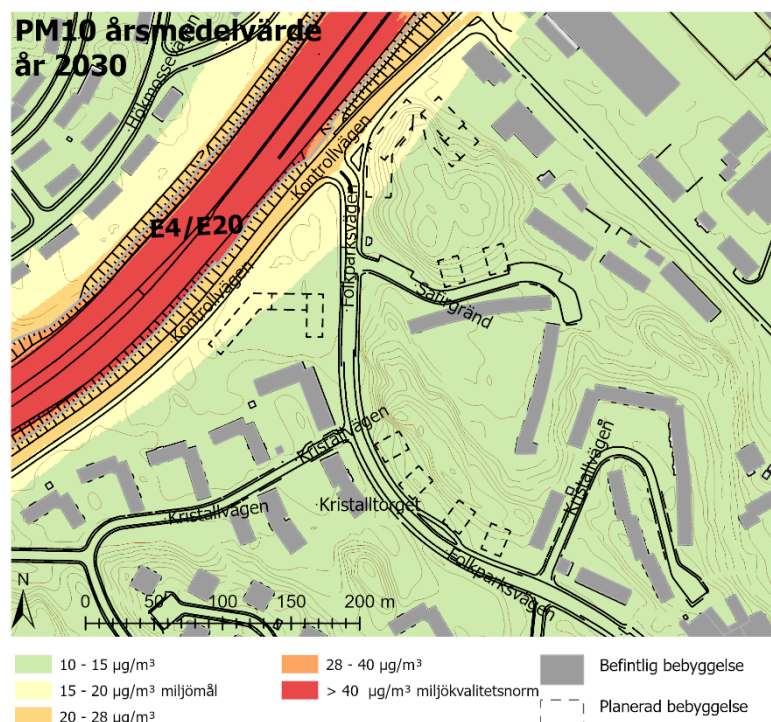 PM10 årsmedelvärde
år 2030
Hökmossevägen
Kontrollvägen
E4/E20
Folkparksvägen
Kontrollvägen
Satirgränd
Kristallvägen
Kristallvägen
Kristallvägen
Kristalltorget
Folkparksvägen
N
0 50 100 150 200 m
10 - 15 µg/m³
28 - 40 µg/m³
Befintlig bebyggelse
15 - 20 µg/m³ miljömål
> 40 µg/m³ miljökvalitetsnorm
20 - 28 µg/m³
Planerad bebyggelse